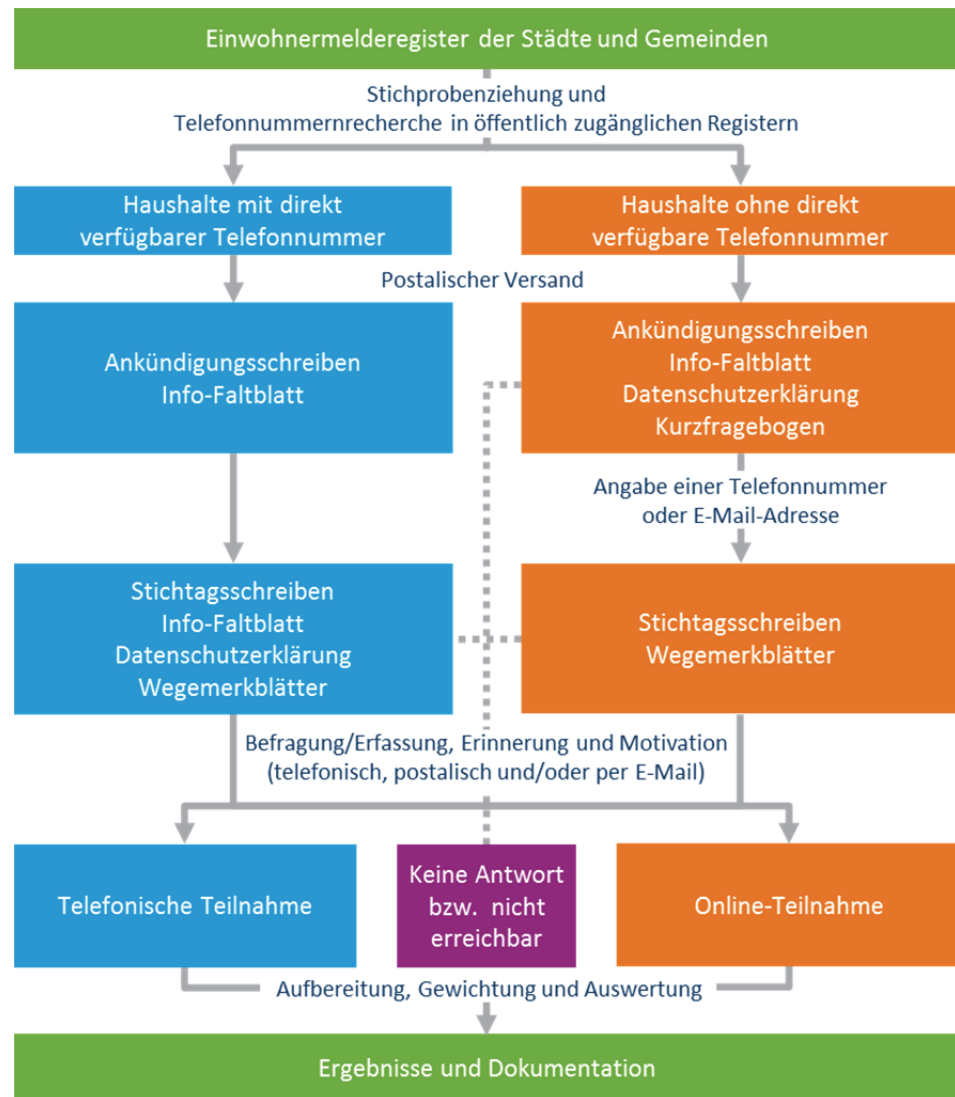 Einwohnermelderegister der Städte und Gemeinden
Stichprobenziehung und
Telefonnummernrecherche in öffentlich zugänglichen Registern
Haushalte mit direkt
verfügbarer Telefonnummer
Haushalte ohne direkt
verfügbare Telefonnummer
Postalischer Versand
Ankündigungsschreiben
Info-Faltblatt
Ankündigungsschreiben
Info-Faltblatt
Datenschutzerklärung
Kurzfragebogen
Angabe einer Telefonnummer
oder E-Mail-Adresse
Stichtagsschreiben
Info-Faltblatt
Datenschutzerklärung
Wegemerkblätter
Stichtagsschreiben
Wegemerkblätter
Befragung/Erfassung, Erinnerung und Motivation
(telefonisch, postalisch und/oder per E-Mail)
Telefonische Teilnahme
Keine Antwort
bzw. nicht
erreichbar
Online-Teilnahme
Aufbereitung, Gewichtung und Auswertung
Ergebnisse und Dokumentation